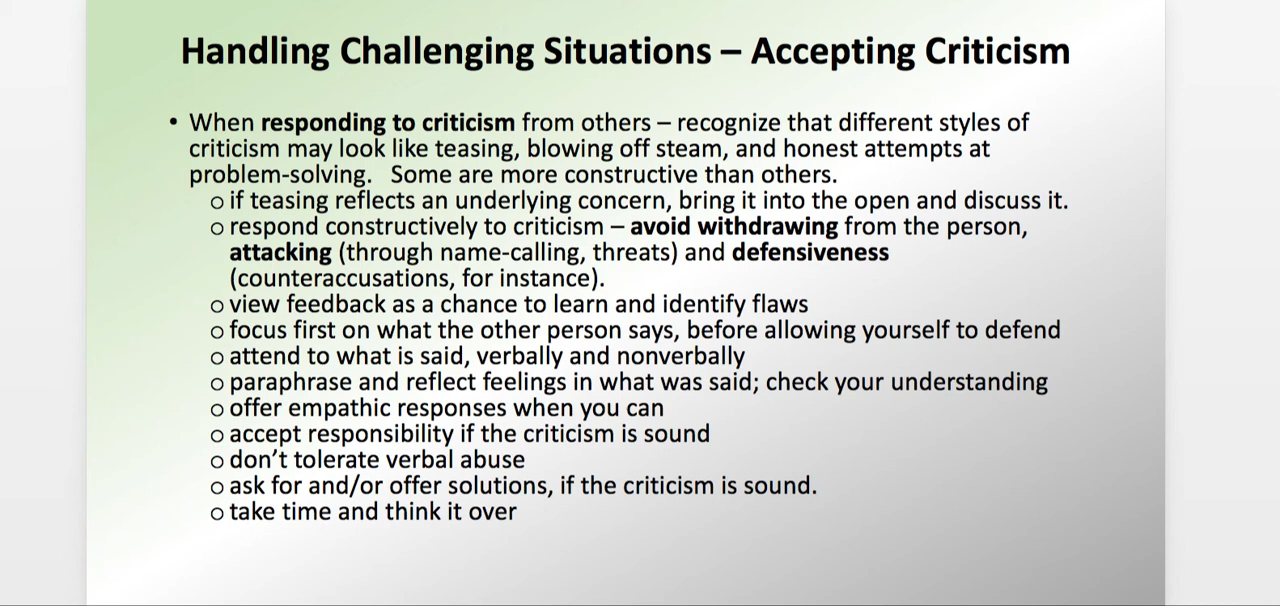 Handling Challenging Situations – Accepting Criticism
• When responding to criticism from others – recognize that different styles of
criticism may look like teasing, blowing off steam, and honest attempts at
problem-solving.   Some are more constructive than others.
o if teasing reflects an underlying concern, bring it into the open and discuss it.
o respond constructively to criticism – avoid withdrawing from the person,
attacking (through name-calling, threats) and defensiveness
(counteraccusations, for instance).
o view feedback as a chance to learn and identify flaws
o focus first on what the other person says, before allowing yourself to defend
o attend to what is said, verbally and nonverbally
o paraphrase and reflect feelings in what was said; check your understanding
o offer empathic responses when you can
o accept responsibility if the criticism is sound
o don’t tolerate verbal abuse
o ask for and/or offer solutions, if the criticism is sound.
o take time and think it over